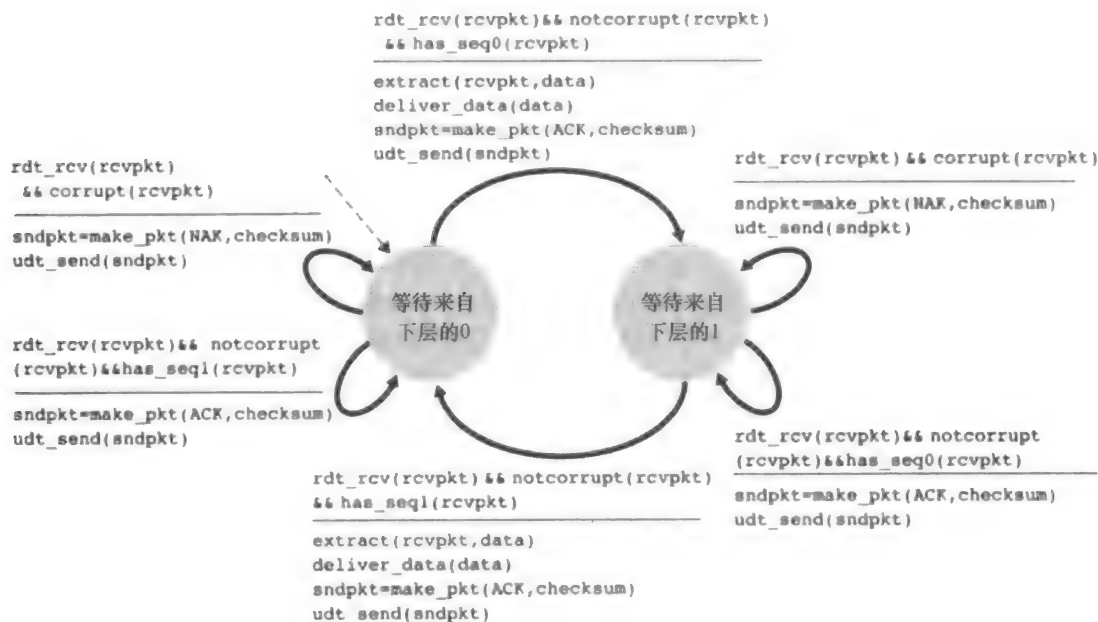 rdt_rcv(rcvpkt)&& notcorrupt(rcvpkt)
&& has_seq0(rcvpkt)
extract(rcvpkt,data)
deliver_data(data)
sndpkt=make_pkt(ACK,checksum)
udt_send(sndpkt)
rdt_rcv(rcvpkt)
&& corrupt(rcvpkt)
sndpkt=make_pkt(NAK,checksum)
udt_send(sndpkt)
rdt_rcv(rcvpkt)&& corrupt(rcvpkt)
sndpkt=make_pkt(NAK,checksum)
udt_send(sndpkt)
等待来自
下层的0
等待来自
下层的1
rdt_rcv(rcvpkt)&& notcorrupt
(rcvpkt)&&has_seq1(rcvpkt)
sndpkt=make_pkt(ACK,checksum)
udt_send(sndpkt)
rdt_rcv(rcvpkt)&& notcorrupt
(rcvpkt)&&has_seq0(rcvpkt)
sndpkt=make_pkt(ACK,checksum)
udt_send(sndpkt)
rdt_rcv(rcvpkt)&& notcorrupt(rcvpkt)
&& has_seq1(rcvpkt)
extract(rcvpkt,data)
deliver_data(data)
sndpkt=make_pkt(ACK,checksum)
udt_send(sndpkt)